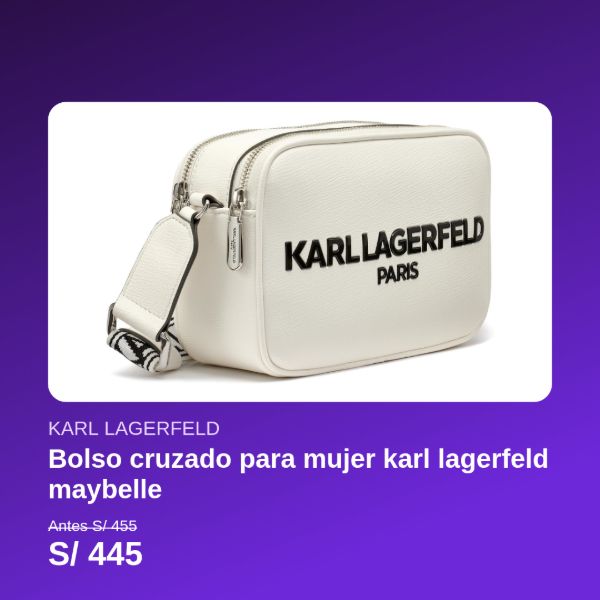 KARL LAGERFELD
PARIS
KARL LAGERFELD
Bolso cruzado para mujer karl lagerfeld
maybelle
Antes S/ 455
S/ 445